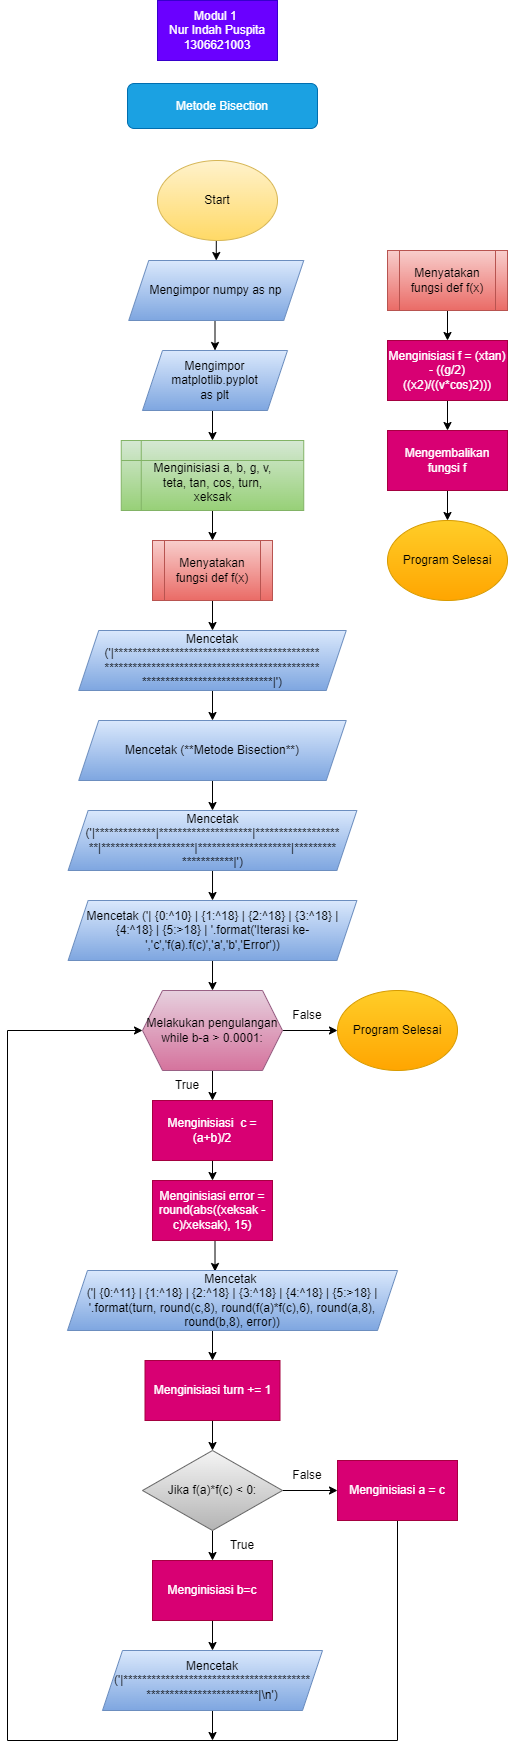 Modul 1
Nur Indah Puspita
1306621003
Metode Bisection
Start
Mengimpor numpy as np
Mengimpor
matplotlib.pyplot
as plt
Menginisiasi a, b, g, v,
teta, tan, cos, turn,
xeksak
Menyatakan
fungsi def f(x)
Mencetak
('|********************************************
**********************************************
****************************|')
Mencetak (**Metode Bisection**)
Mencetak
('|*************|********************|******************
**|********************|********************|*********
***********|')
Mencetak ('| {0:^10} | {1:^18} | {2:^18} | {3:^18} |
{4:^18} | {5:>18} | '.format('Iterasi ke-
','c','f(a).f(c)','a','b','Error'))
Melakukan pengulangan
while b-a > 0.0001:
False
Program Selesai
True
Menginisiasi  c =
(a+b)/2
Menginisiasi error =
round(abs((xeksak -
c)/xeksak), 15)
Mencetak
('| {0:^11} | {1:^18} | {2:^18} | {3:^18} | {4:^18} | {5:>18} |
'.format(turn, round(c,8), round(f(a)*f(c),6), round(a,8),
round(b,8), error))
Menginisiasi turn += 1
Jika f(a)*f(c) < 0:
False
Menginisiasi a = c
True
Menginisiasi b=c
Mencetak
('|****************************************
************************|\n')
Menyatakan
fungsi def f(x)
Menginisiasi f = (xtan)
- ((g/2)
((x2)/((v*cos)2)))
Mengembalikan
fungsi f
Program Selesai